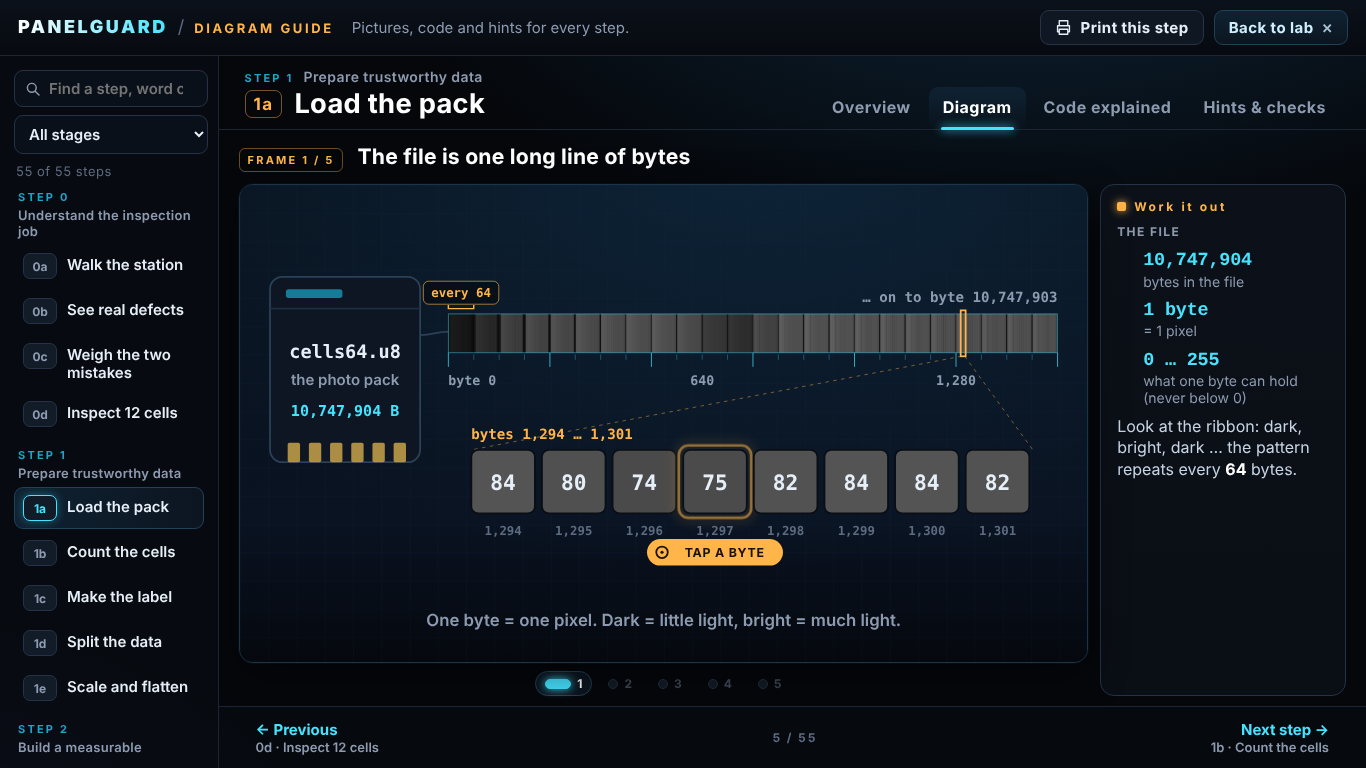 PANELGUARD / DIAGRAM GUIDE Pictures, code and hints for every step.
Print this step
Back to lab ×
Find a step, word c
All stages
55 of 55 steps
STEP 0
Understand the inspection
job
0a Walk the station
0b See real defects
0c Weigh the two
mistakes
0d Inspect 12 cells
STEP 1
Prepare trustworthy data
1a Load the pack
1b Count the cells
1c Make the label
1d Split the data
1e Scale and flatten
STEP 2
Build a measurable
STEP 1 Prepare trustworthy data
1a Load the pack
Overview
Diagram
Code explained
Hints & checks
FRAME 1 / 5 The file is one long line of bytes
every 64
… on to byte 10,747,903
cells64.u8
the photo pack
10,747,904 B
byte 0 640 1,280
bytes 1,294 … 1,301
84 80 74 75 82 84 84 82
1,294 1,295 1,296 1,297 1,298 1,299 1,300 1,301
TAP A BYTE
One byte = one pixel. Dark = little light, bright = much light.
1 2 3 4 5
Work it out
THE FILE
10,747,904
bytes in the file
1 byte
= 1 pixel
0 … 255
what one byte can hold
(never below 0)
Look at the ribbon: dark,
bright, dark … the pattern
repeats every 64 bytes.
← Previous
0d · Inspect 12 cells
5 / 55
Next step →
1b · Count the cells